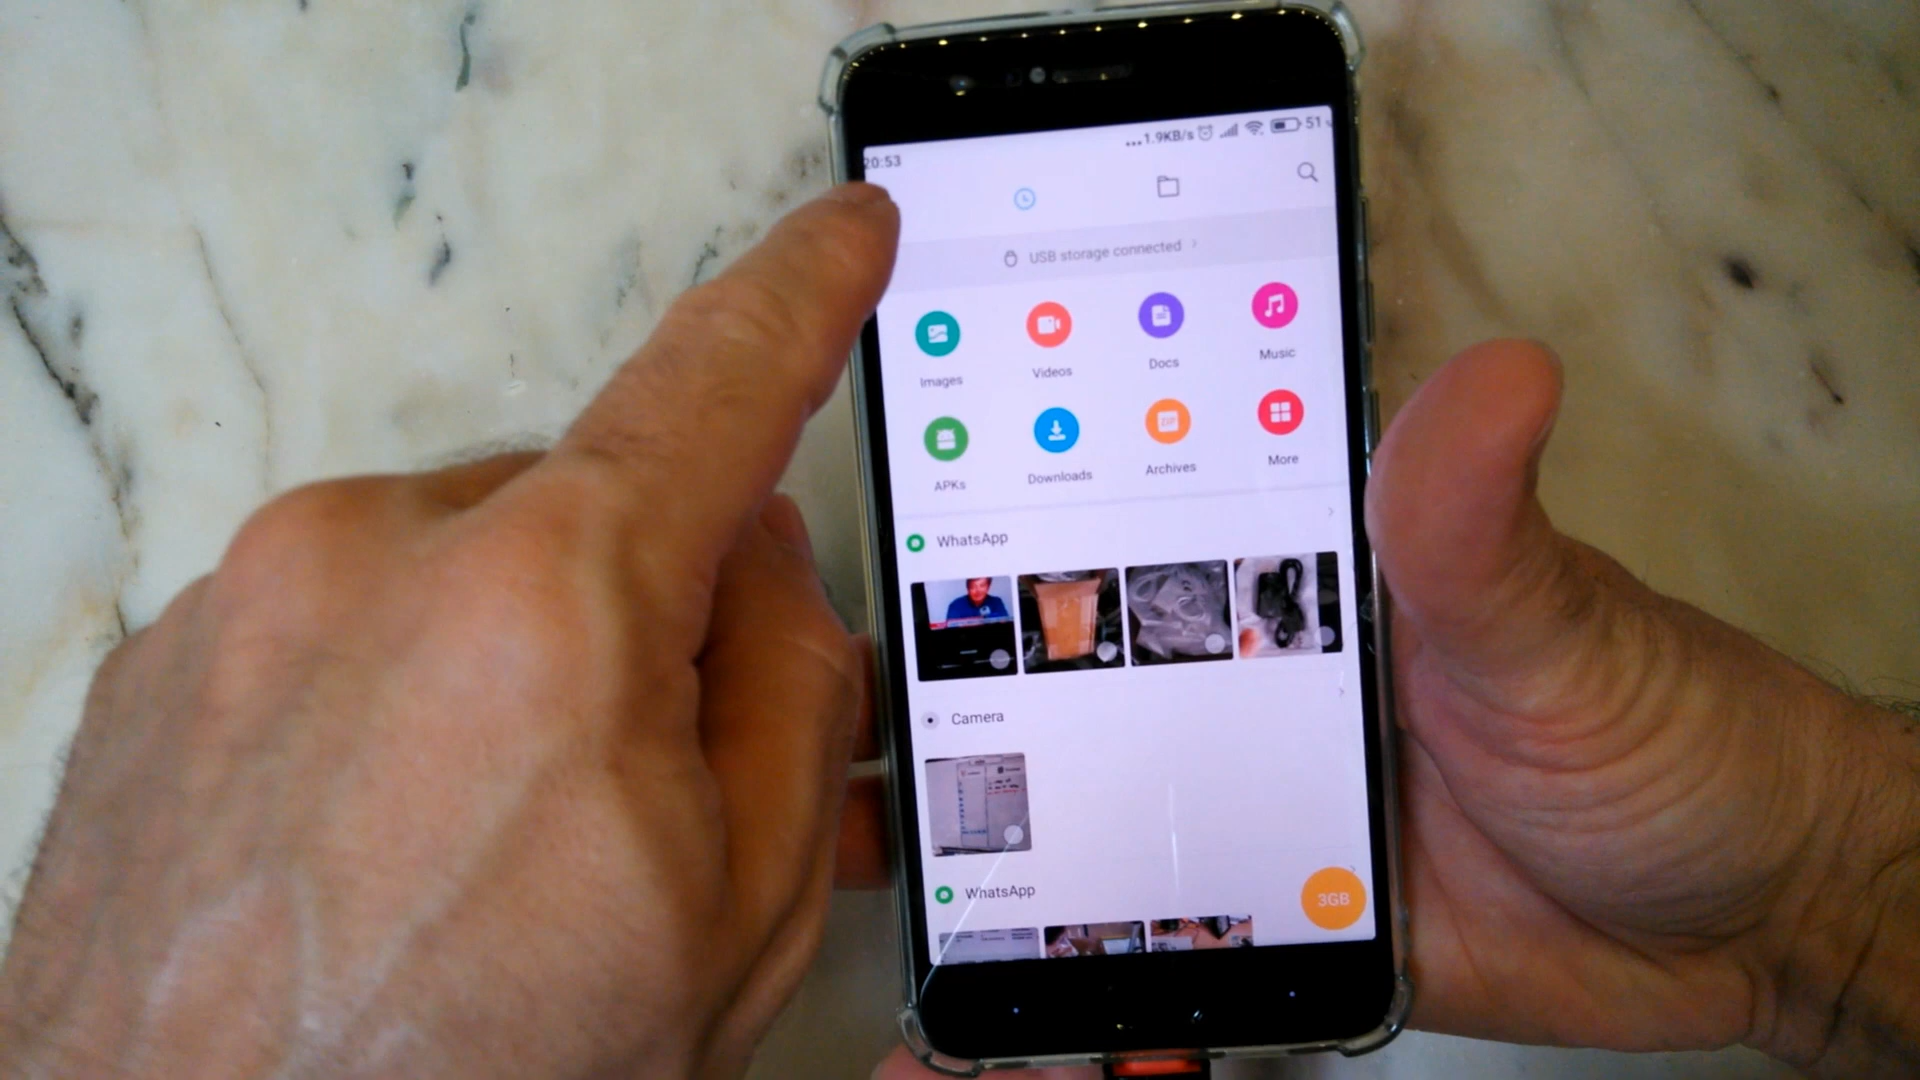 20:53
...1.9KB/s 51
USB storage connected
Images
Videos
Docs
Music
APKs
Downloads
ZIP
Archives
More
WhatsApp
Camera
WhatsApp
3GB